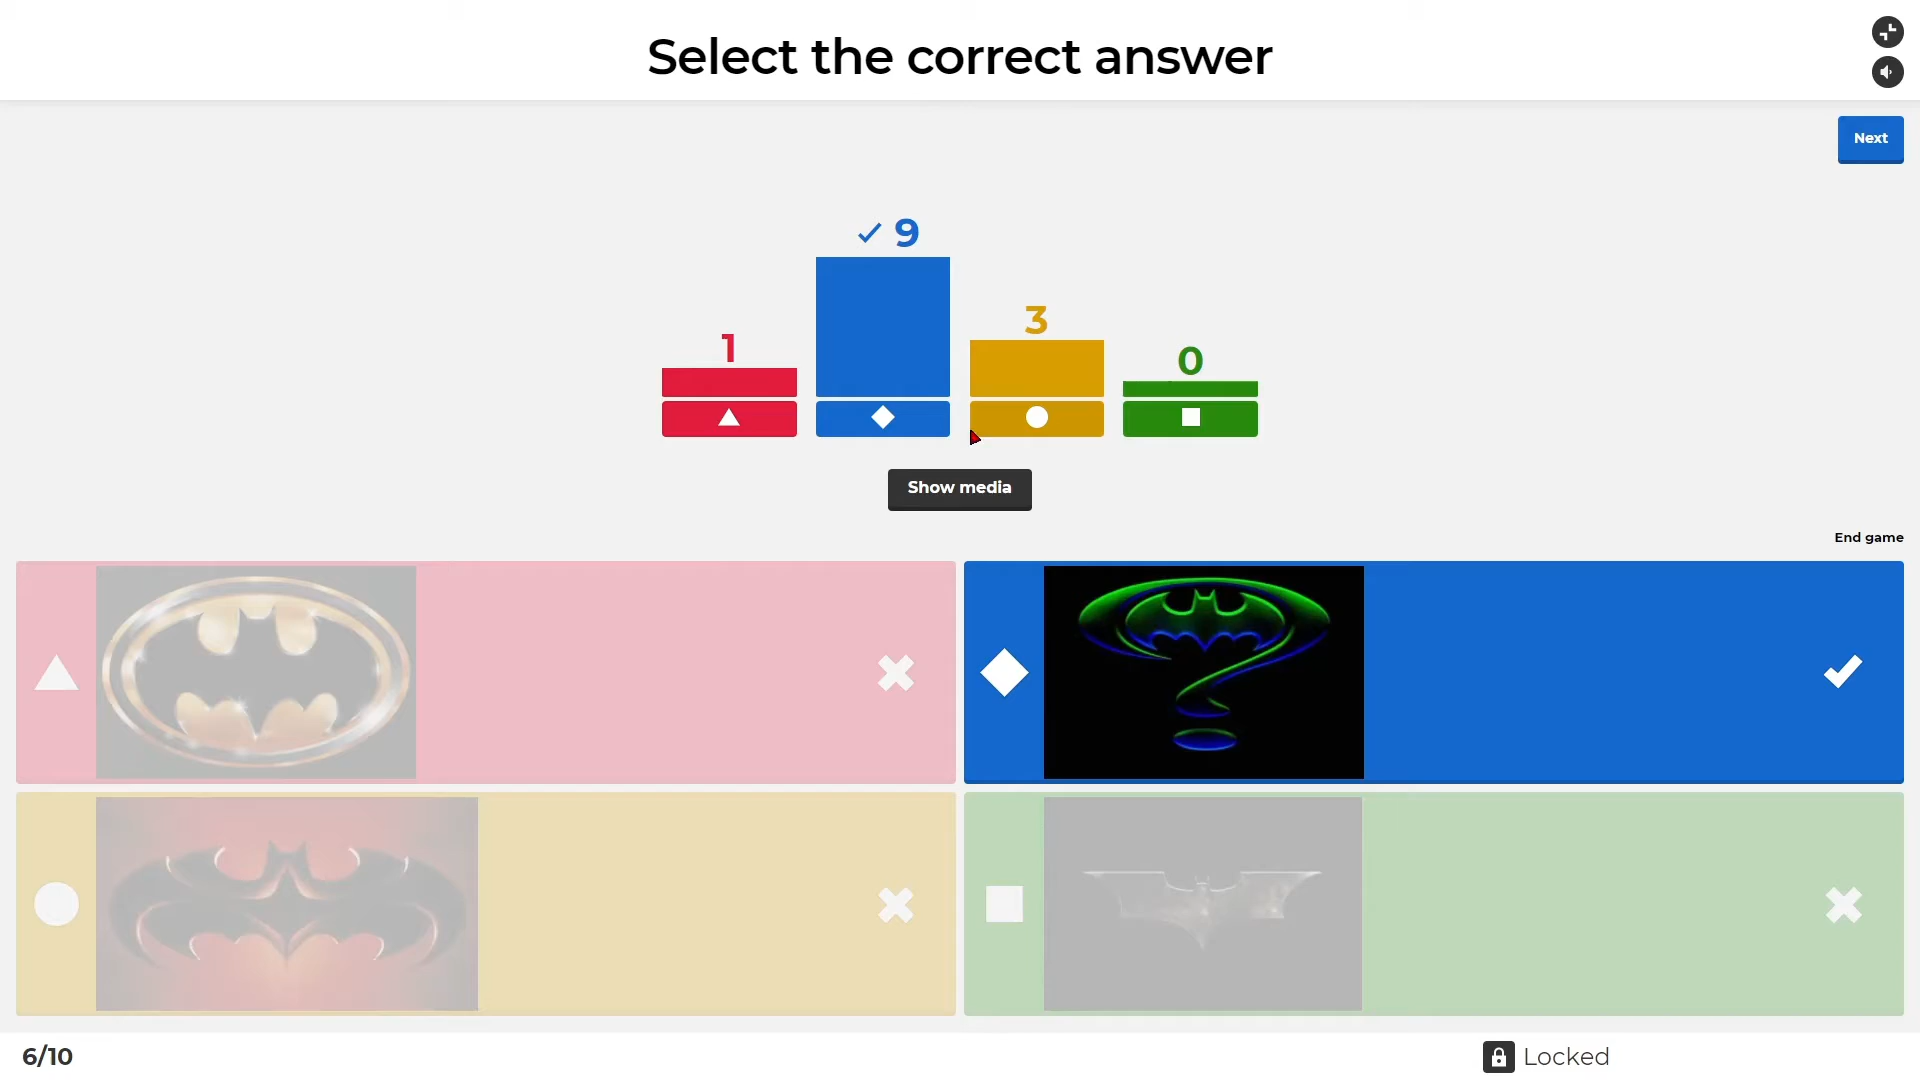 Select the correct answer
Next
9
3
1
0
Show media
End game
6/10
Locked